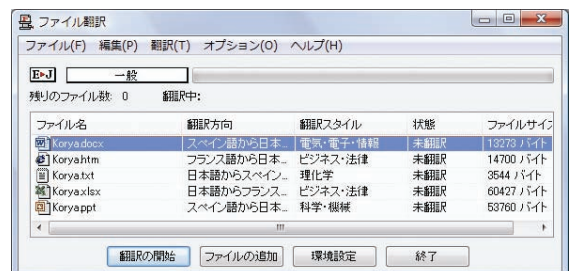 ファイル翻訳
ファイル(F) 編集(P) 翻訳(T) オプション(O) ヘルプ(H)
E▸J 一般
残りのファイル数: 0 翻訳中:
ファイル名 翻訳方向 翻訳スタイル 状態 ファイルサイズ
Korya.docx スペイン語から日本... 電気・電子・情報 未翻訳 13273 バイト
Korya.htm フランス語から日本... ビジネス・法律 未翻訳 14700 バイト
Korya.txt 日本語からスペイン... 理化学 未翻訳 3544 バイト
Korya.xlsx 日本語からフランス... ビジネス・法律 未翻訳 60427 バイト
Korya.ppt スペイン語から日本... 科学・機械 未翻訳 53760 バイト
翻訳の開始 ファイルの追加 環境設定 終了